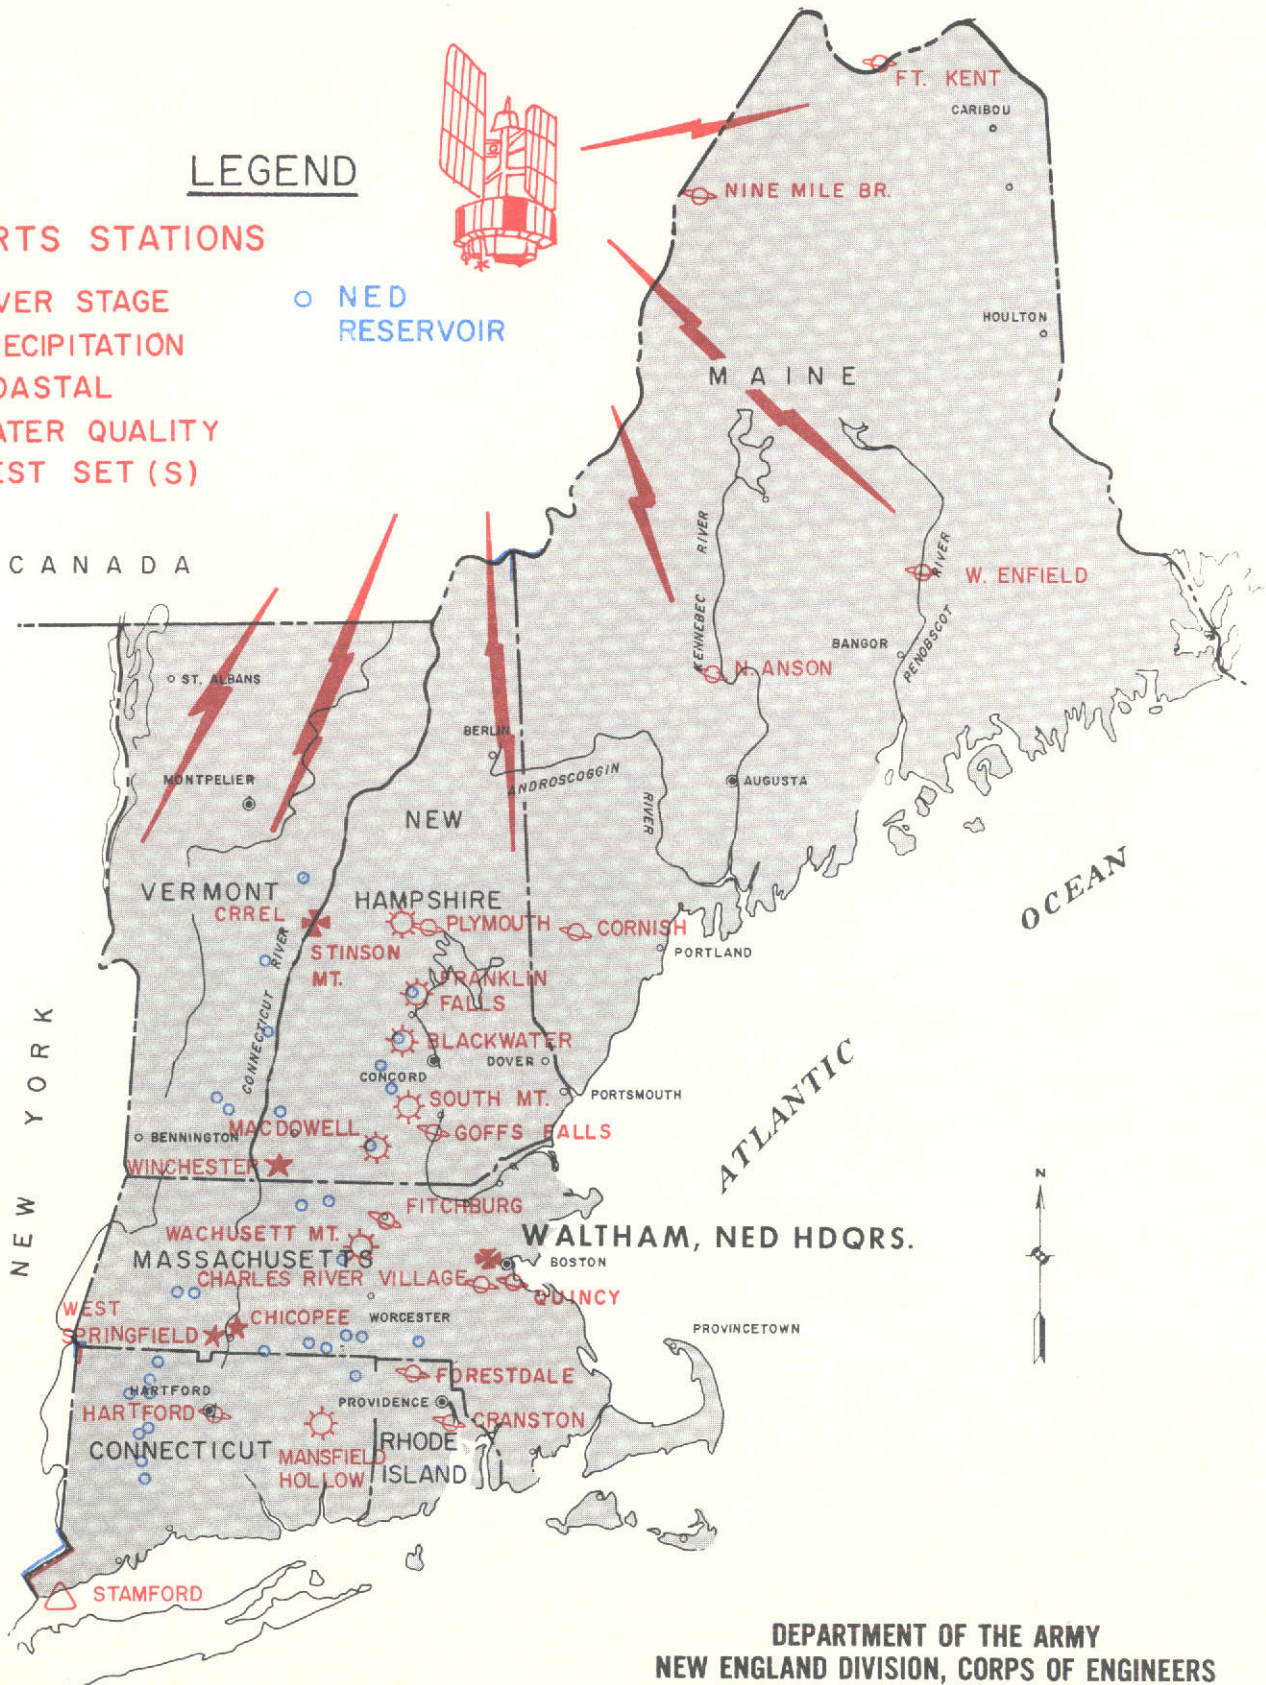 LEGEND
RTS STATIONS
VER STAGE
ECIPITATION
OASTAL
ATER QUALITY
EST SET (S)
NED
RESERVOIR
CANADA
FT. KENT
CARIBOU
NINE MILE BR.
HOULTON
MAINE
KENNEBEC RIVER
PENOBSCOT RIVER
W. ENFIELD
BANGOR
N. ANSON
ST. ALBANS
BERLIN
MONTPELIER
ANDROSCOGGIN RIVER
AUGUSTA
NEW
HAMPSHIRE
VERMONT
CRREL
PLYMOUTH
CORNISH
STINSON
MT.
PORTLAND
OCEAN
FRANKLIN
FALLS
CONNECTICUT RIVER
BLACKWATER
DOVER
CONCORD
NEW YORK
ATLANTIC
SOUTH MT.
PORTSMOUTH
MACDOWELL
GOFFS FALLS
BENNINGTON
WINCHESTER
N
FITCHBURG
WACHUSETT MT.
WALTHAM, NED HDQRS.
MASSACHUSETTS
BOSTON
CHARLES RIVER VILLAGE
QUINCY
WEST
SPRINGFIELD
CHICOPEE
WORCESTER
PROVINCETOWN
FORESTDALE
HARTFORD
HARTFORD
PROVIDENCE
CRANSTON
CONNECTICUT
MANSFIELD
HOLLOW
RHODE
ISLAND
STAMFORD
DEPARTMENT OF THE ARMY
NEW ENGLAND DIVISION, CORPS OF ENGINEERS